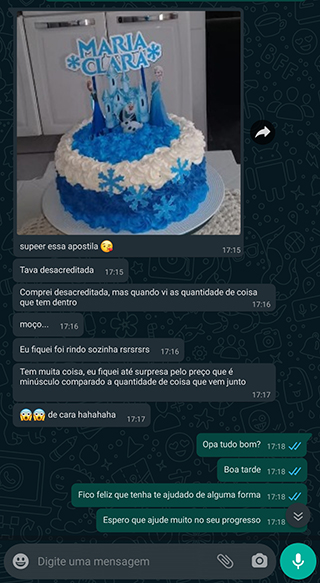 MARIA
CLARA
supeer essa apostila 😘
17:15
Tava desacreditada 17:15
Comprei desacreditada, mas quando vi as quantidade de coisa
que tem dentro 17:16
moço... 17:16
Eu fiquei foi rindo sozinha rsrsrsrs 17:16
Tem muita coisa, eu fiquei até surpresa pelo preço que é
minúsculo comparado a quantidade de coisa que vem junto
17:17
😱😱 de cara hahahaha 17:17
Opa tudo bom? 17:18
Boa tarde 17:18
Fico feliz que tenha te ajudado de alguma forma 17:18
Espero que ajude muito no seu progresso 17:18
Digite uma mensagem